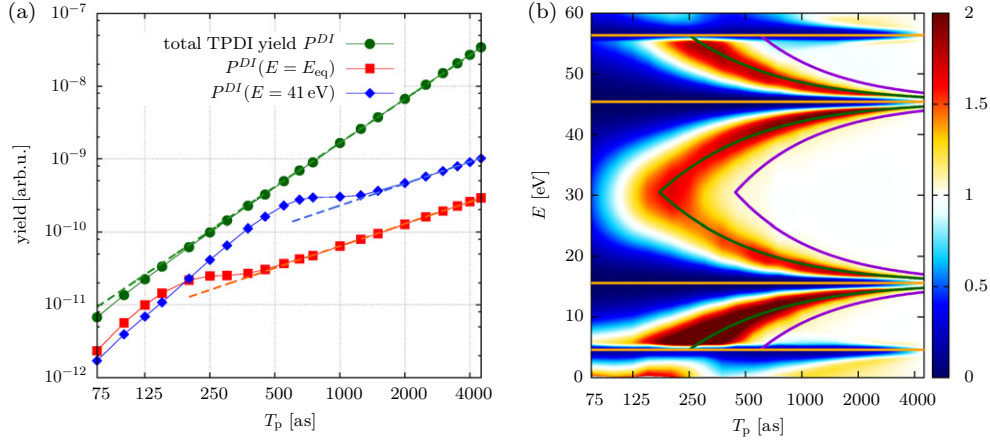 (a)
10⁻⁷
10⁻⁸
10⁻⁹
10⁻¹⁰
10⁻¹¹
10⁻¹²
yield [arb.u.]
total TPDI yield P^{DI}
P^{DI}(E = E_{eq})
P^{DI}(E = 41 eV)
75 125 250 500 1000 2000 4000
T_p [as]
(b)
60
50
40
30
20
10
0
E [eV]
75 125 250 500 1000 2000 4000
T_p [as]
2
1.5
1
0.5
0